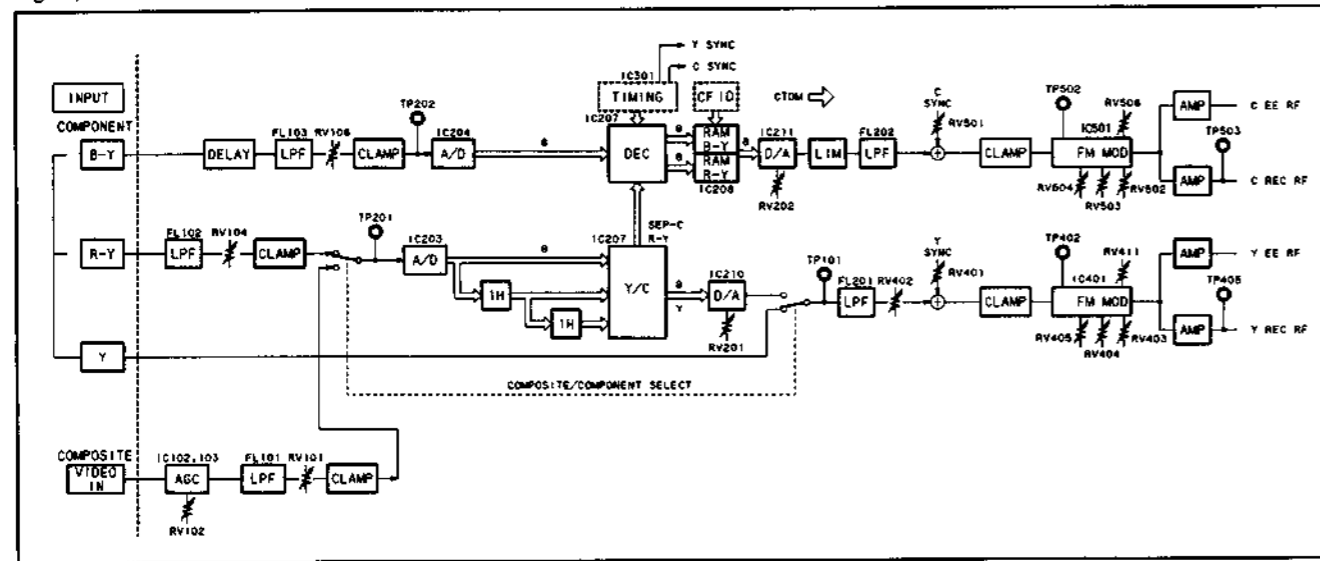 Y SYNC
C SYNC
IC301
TIMING
CF ID
CTDM
INPUT
COMPONENT
B-Y
DELAY
FL103
LPF
RV106
CLAMP
TP202
IC204
A/D
8
IC207
DEC
8
8
RAM
B-Y
RAM
R-Y
IC208
8
IC211
D/A
RV202
LIM
FL202
LPF
C
SYNC
RV501
CLAMP
TP502
RV506
IC501
FM MOD
RV504
RV503
RV502
AMP
C EE RF
TP503
AMP
C REC RF
R-Y
FL102
LPF
RV104
CLAMP
TP201
IC203
A/D
8
1H
1H
SEP-C
R-Y
IC207
Y/C
8
Y
IC210
D/A
RV201
TP101
FL201
LPF
RV402
Y
SYNC
RV401
CLAMP
TP402
RV411
IC401
FM MOD
RV405
RV404
RV403
AMP
Y EE RF
TP405
AMP
Y REC RF
Y
COMPOSITE/COMPONENT SELECT
COMPOSITE
VIDEO
IN
IC102,103
AGC
RV102
FL101
LPF
RV101
CLAMP